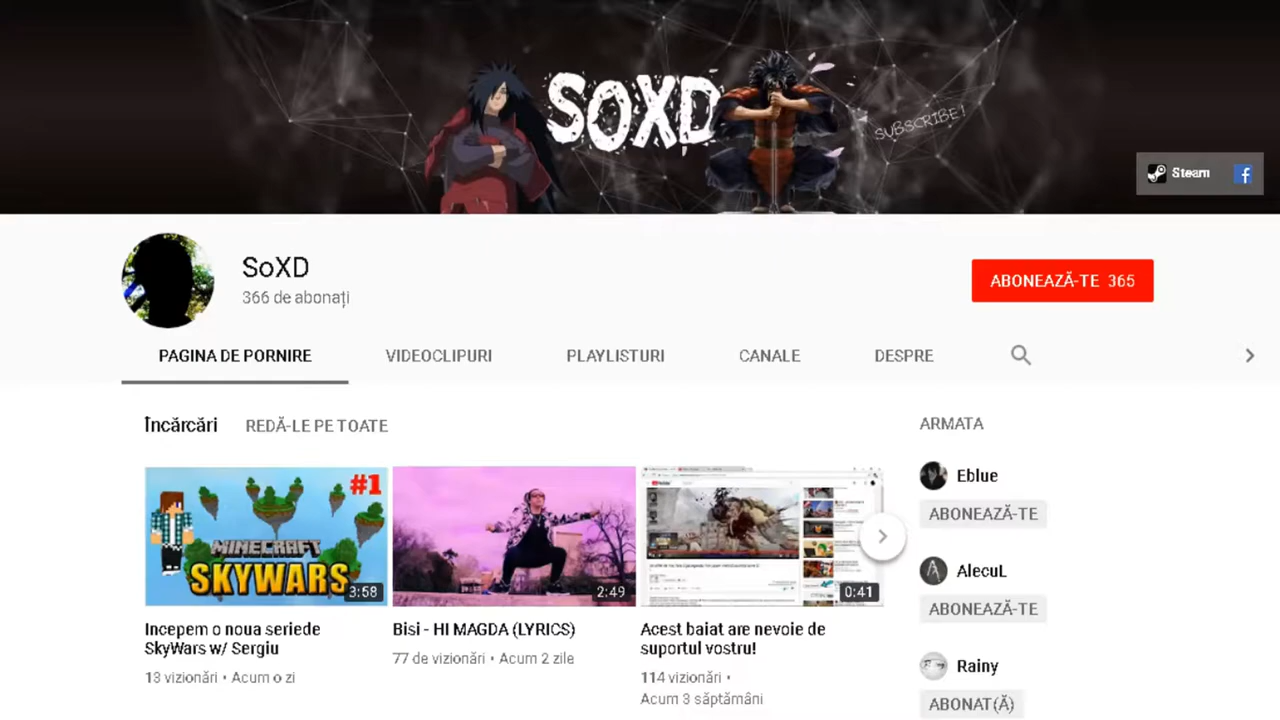 SOXD
SUBSCRIBE!
Steam
SoXD
366 de abonați
ABONEAZĂ-TE 365
PAGINA DE PORNIRE
VIDEOCLIPURI
PLAYLISTURI
CANALE
DESPRE
Încărcări
REDĂ-LE PE TOATE
#1
MINECRAFT
SKYWARS
3:58
Incepem o noua seriede
SkyWars w/ Sergiu
13 vizionări • Acum o zi
2:49
Bisi - HI MAGDA (LYRICS)
77 de vizionări • Acum 2 zile
0:41
Acest baiat are nevoie de
suportul vostru!
114 vizionări •
Acum 3 săptămâni
ARMATA
Eblue
ABONEAZĂ-TE
AlecuL
ABONEAZĂ-TE
Rainy
ABONAT(Ă)